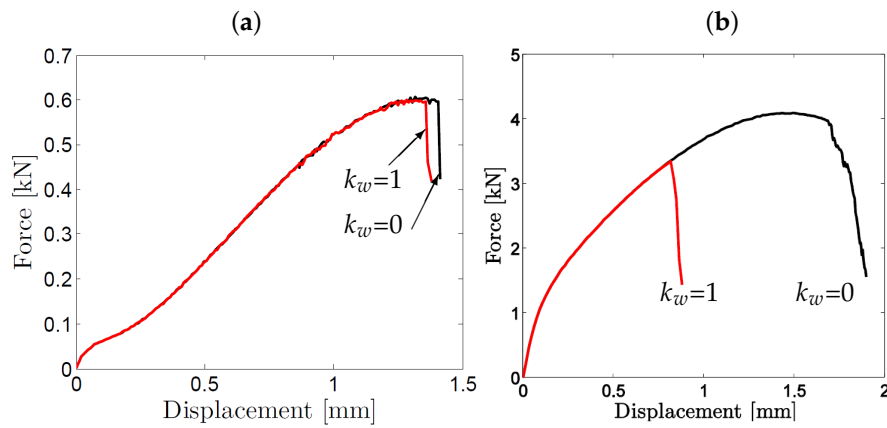 (a)
0.7
0.6
0.5
0.4
0.3
0.2
0.1
0
0
0.5
1
1.5
Force [kN]
Displacement [mm]
k_w=1
k_w=0
(b)
5
4
3
2
1
0
0
0.5
1
1.5
2
Force [kN]
Displacement [mm]
k_w=1
k_w=0